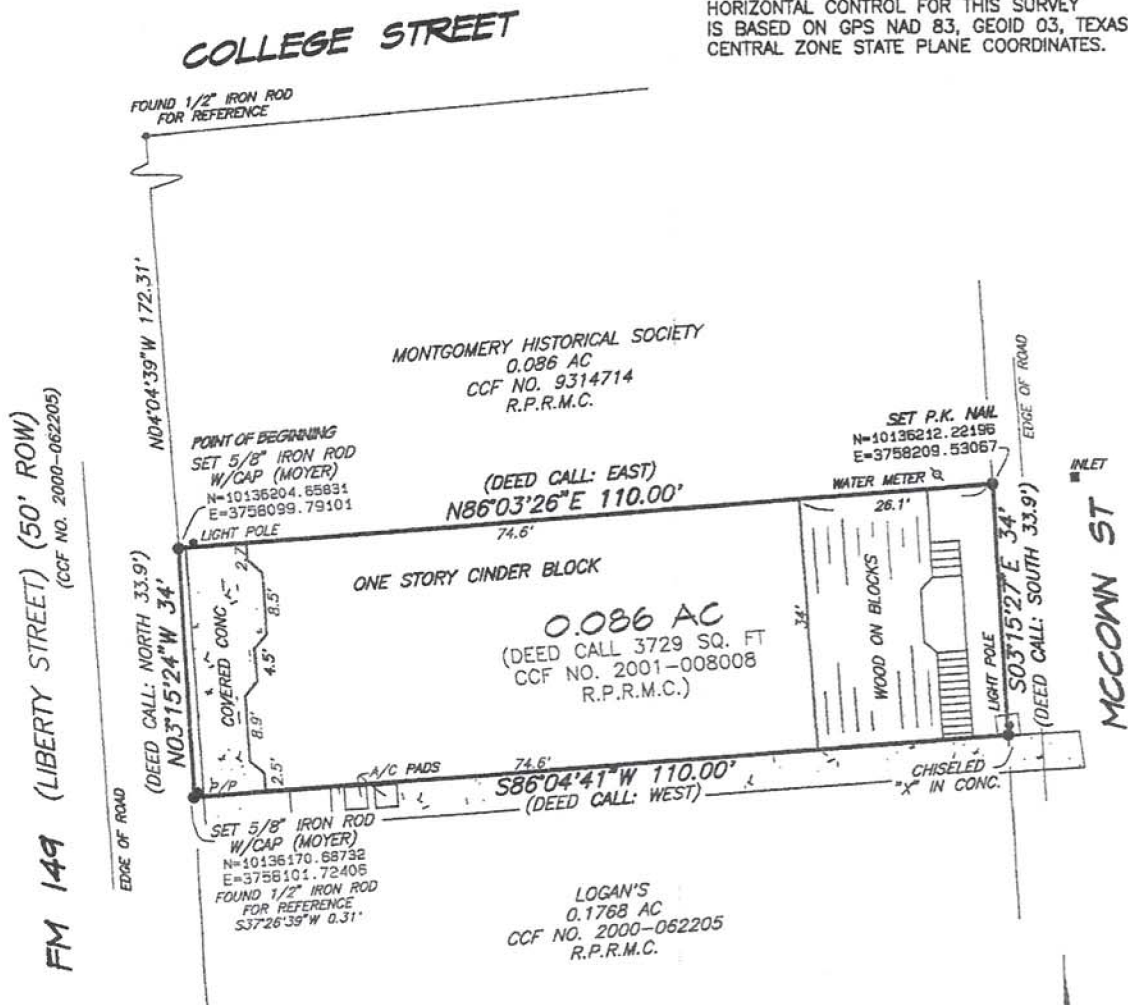 COLLEGE STREET
HORIZONTAL CONTROL FOR THIS SURVEY
IS BASED ON GPS NAD 83, GEOID 03, TEXAS
CENTRAL ZONE STATE PLANE COORDINATES.
FOUND 1/2" IRON ROD
FOR REFERENCE
N04°04'39"W 172.31'
MONTGOMERY HISTORICAL SOCIETY
0.086 AC
CCF NO. 9314714
R.P.R.M.C.
POINT OF BEGINNING
SET 5/8" IRON ROD
W/CAP (MOYER)
N=10136204.65831
E=3758099.79101
LIGHT POLE
SET P.K. NAIL
N=10136212.22196
E=3758209.53067
EDGE OF ROAD
INLET
(DEED CALL: EAST)
N86°03'26"E 110.00'
WATER METER
74.6'
26.1'
FM 149 (LIBERTY STREET) (50' ROW)
(CCF NO. 2000-062205)
EDGE OF ROAD
(DEED CALL: NORTH 33.9')
N03°15'24"W 34'
COVERED CONC
2.'
8.5'
4.5'
8.9'
2.5'
ONE STORY CINDER BLOCK
0.086 AC
(DEED CALL 3729 SQ. FT
CCF NO. 2001-008008
R.P.R.M.C.)
34'
WOOD ON BLOCKS
LIGHT POLE
S03°15'27"E 34'
(DEED CALL: SOUTH 33.9')
MCCOWN ST
P/P
A/C PADS
74.6'
S86°04'41"W 110.00'
(DEED CALL: WEST)
CHISELED
"X" IN CONC.
SET 5/8" IRON ROD
W/CAP (MOYER)
N=10136170.68732
E=3758101.72406
FOUND 1/2" IRON ROD
FOR REFERENCE
S37°26'39"W 0.31'
LOGAN'S
0.1768 AC
CCF NO. 2000-062205
R.P.R.M.C.